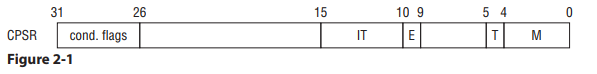 31 26 15 10 9 5 4 0
CPSR cond. flags IT E T M
Figure 2-1